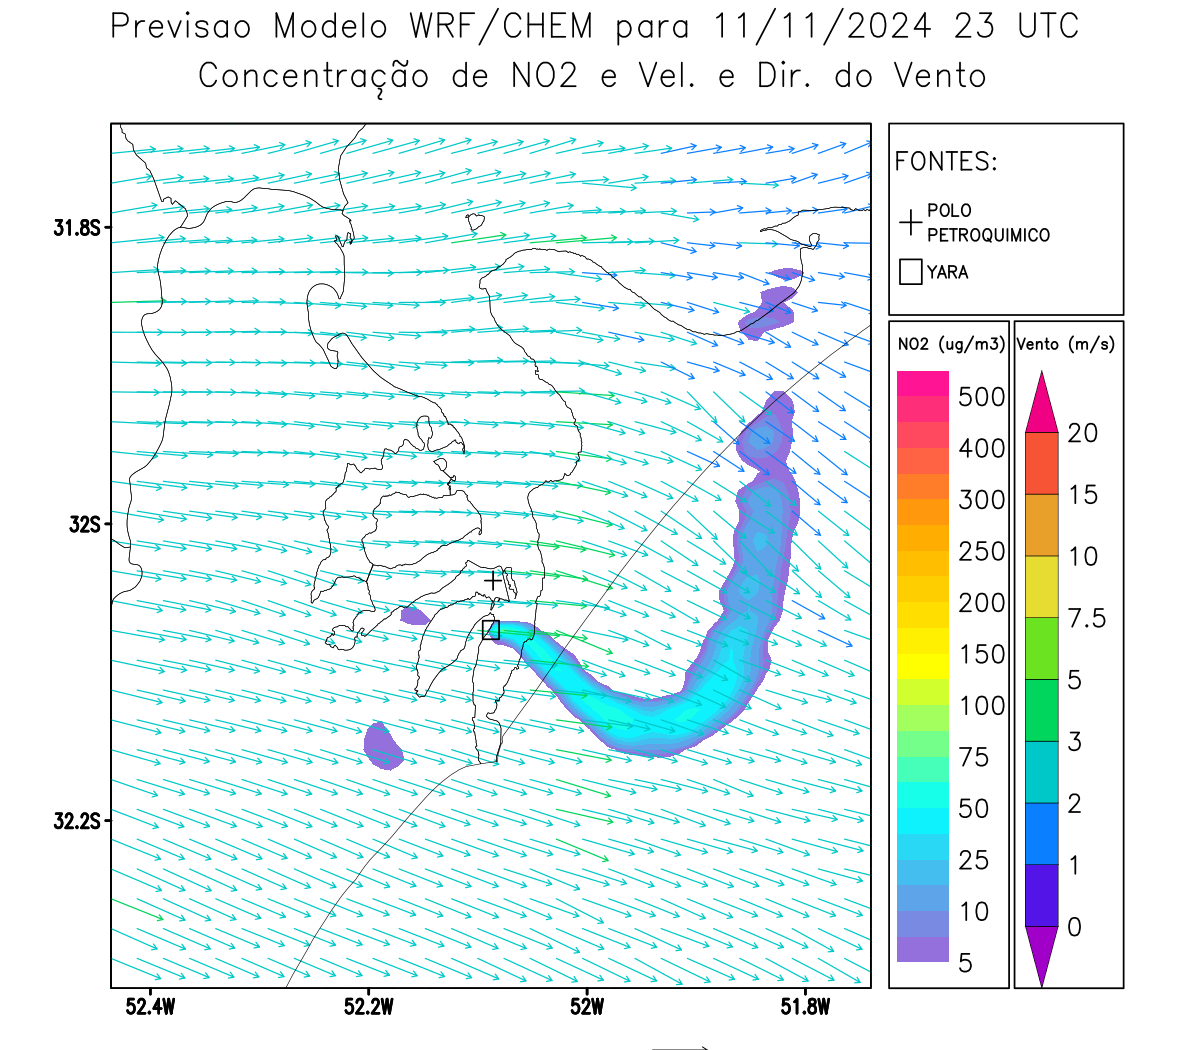 Previsao Modelo WRF/CHEM para 11/11/2024 23 UTC
Concentração de NO2 e Vel. e Dir. do Vento
FONTES:
POLO
PETROQUIMICO
YARA
NO2 (ug/m3)
500
400
300
250
200
150
100
75
50
25
10
5
Vento (m/s)
20
15
10
7.5
5
3
2
1
0
31.8S
32S
32.2S
52.4W
52.2W
52W
51.8W